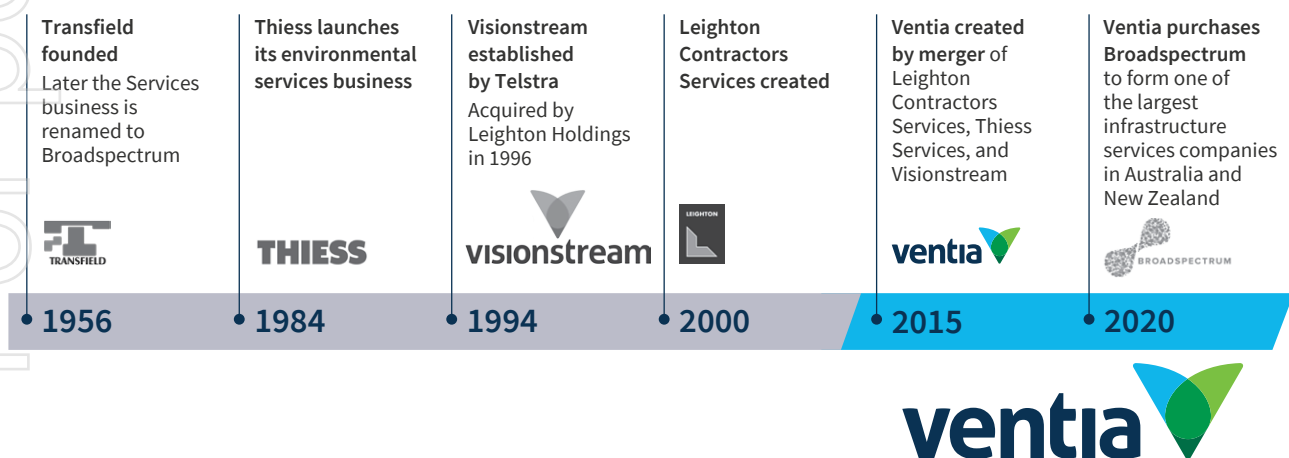 Transfield
founded
Later the Services
business is
renamed to
Broadspectrum
TRANSFIELD
1956
Thiess launches
its environmental
services business
THIESS
1984
Visionstream
established
by Telstra
Acquired by
Leighton Holdings
in 1996
visionstream
1994
Leighton
Contractors
Services created
LEIGHTON
2000
Ventia created
by merger of
Leighton
Contractors
Services, Thiess
Services, and
Visionstream
ventia
2015
Ventia purchases
Broadspectrum
to form one of
the largest
infrastructure
services companies
in Australia and
New Zealand
BROADSPECTRUM
2020
ventia